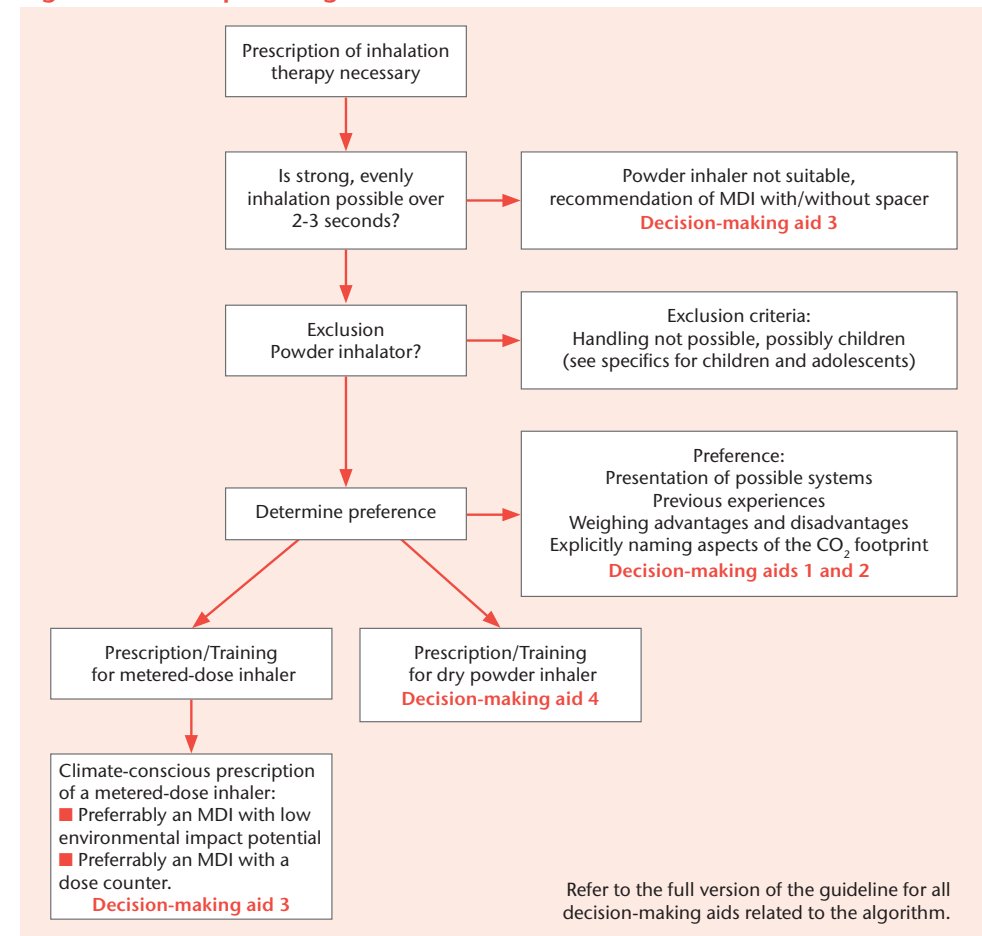 Prescription of inhalation
therapy necessary
Is strong, evenly
inhalation possible over
2-3 seconds?
Powder inhaler not suitable,
recommendation of MDI with/without spacer
Decision-making aid 3
Exclusion
Powder inhalator?
Exclusion criteria:
Handling not possible, possibly children
(see specifics for children and adolescents)
Determine preference
Preference:
Presentation of possible systems
Previous experiences
Weighing advantages and disadvantages
Explicitly naming aspects of the CO2 footprint
Decision-making aids 1 and 2
Prescription/Training
for metered-dose inhaler
Prescription/Training
for dry powder inhaler
Decision-making aid 4
Climate-conscious prescription
of a metered-dose inhaler:
■ Preferrably an MDI with low
environmental impact potential
■ Preferrably an MDI with a
dose counter.
Decision-making aid 3
Refer to the full version of the guideline for all
decision-making aids related to the algorithm.